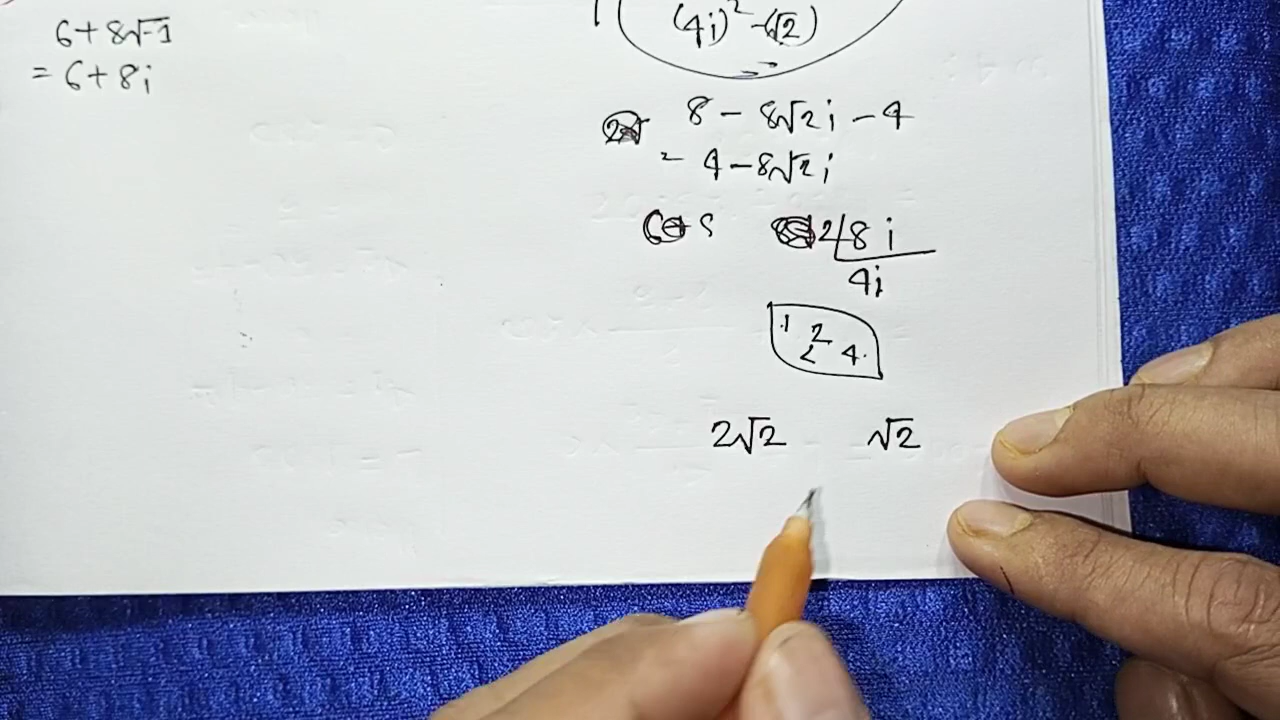 6+8√-1
= 6+8i
(4i)² -(√2)
8 - 8√2 i - 4
= 4 - 8√2 i
2 8 i
4i
1 2 4
2√2 √2